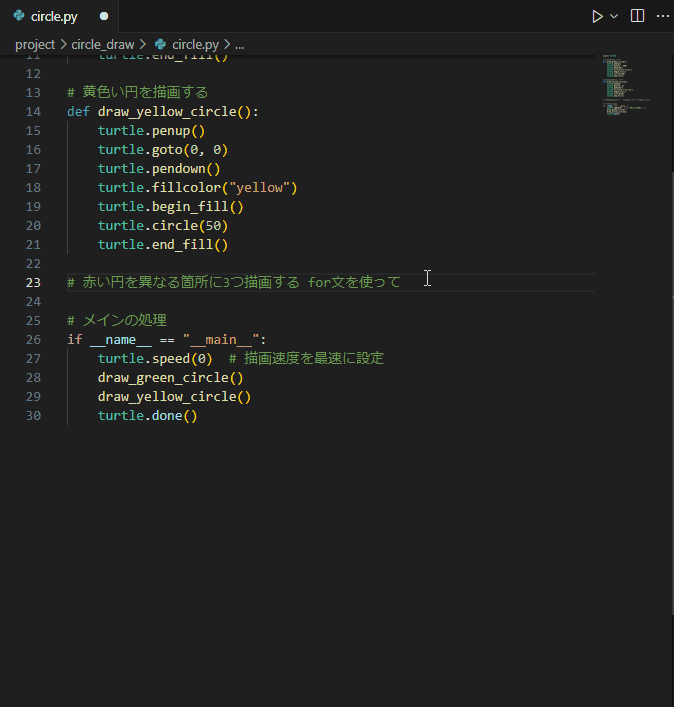 circle.py
project > circle_draw > circle.py > ...
11 turtle.end_fill()
12
13 # 黄色い円を描画する
14 def draw_yellow_circle():
15 turtle.penup()
16 turtle.goto(0, 0)
17 turtle.pendown()
18 turtle.fillcolor("yellow")
19 turtle.begin_fill()
20 turtle.circle(50)
21 turtle.end_fill()
22
23 # 赤い円を異なる箇所に3つ描画する for文を使って
24
25 # メインの処理
26 if __name__ == "__main__":
27 turtle.speed(0)  # 描画速度を最速に設定
28 draw_green_circle()
29 draw_yellow_circle()
30 turtle.done()